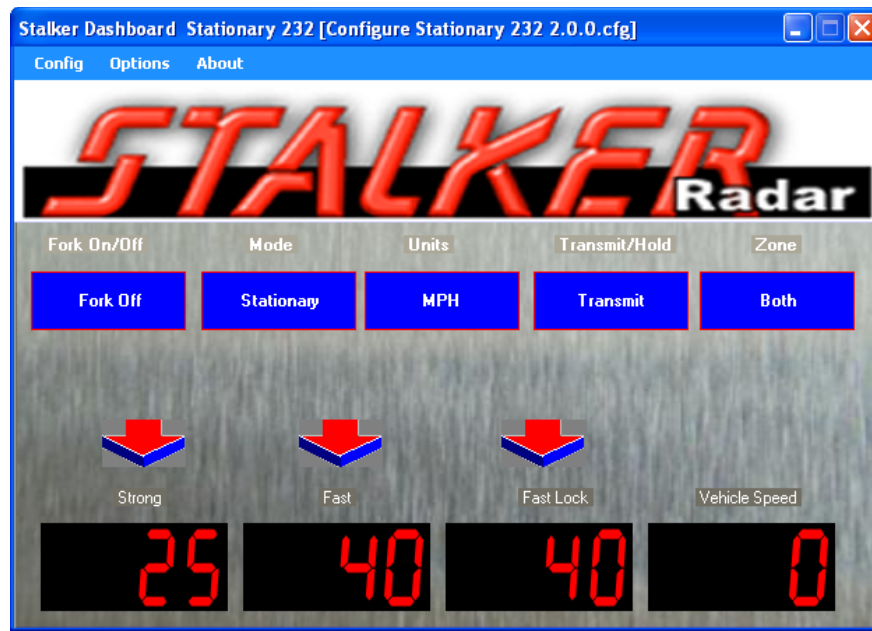 Stalker Dashboard Stationary 232 [Configure Stationary 232 2.0.0.cfg]
Config Options About
STALKER
Radar
Fork On/Off Mode Units Transmit/Hold Zone
Fork Off Stationary MPH Transmit Both
Strong Fast Fast Lock Vehicle Speed
25 40 40 0